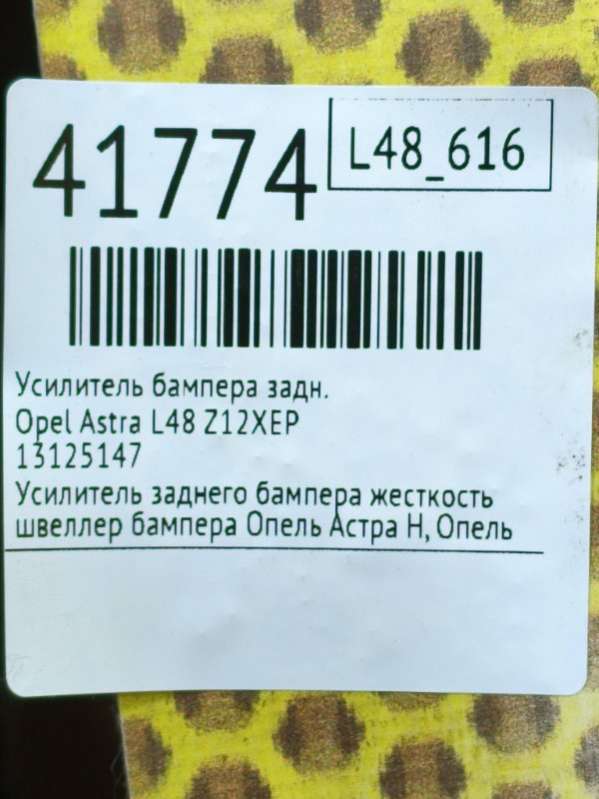 41774
L48_616
Усилитель бампера задн.
Opel Astra L48 Z12XEP
13125147
Усилитель заднего бампера жесткость
швеллер бампера Опель Астра Н, Опель